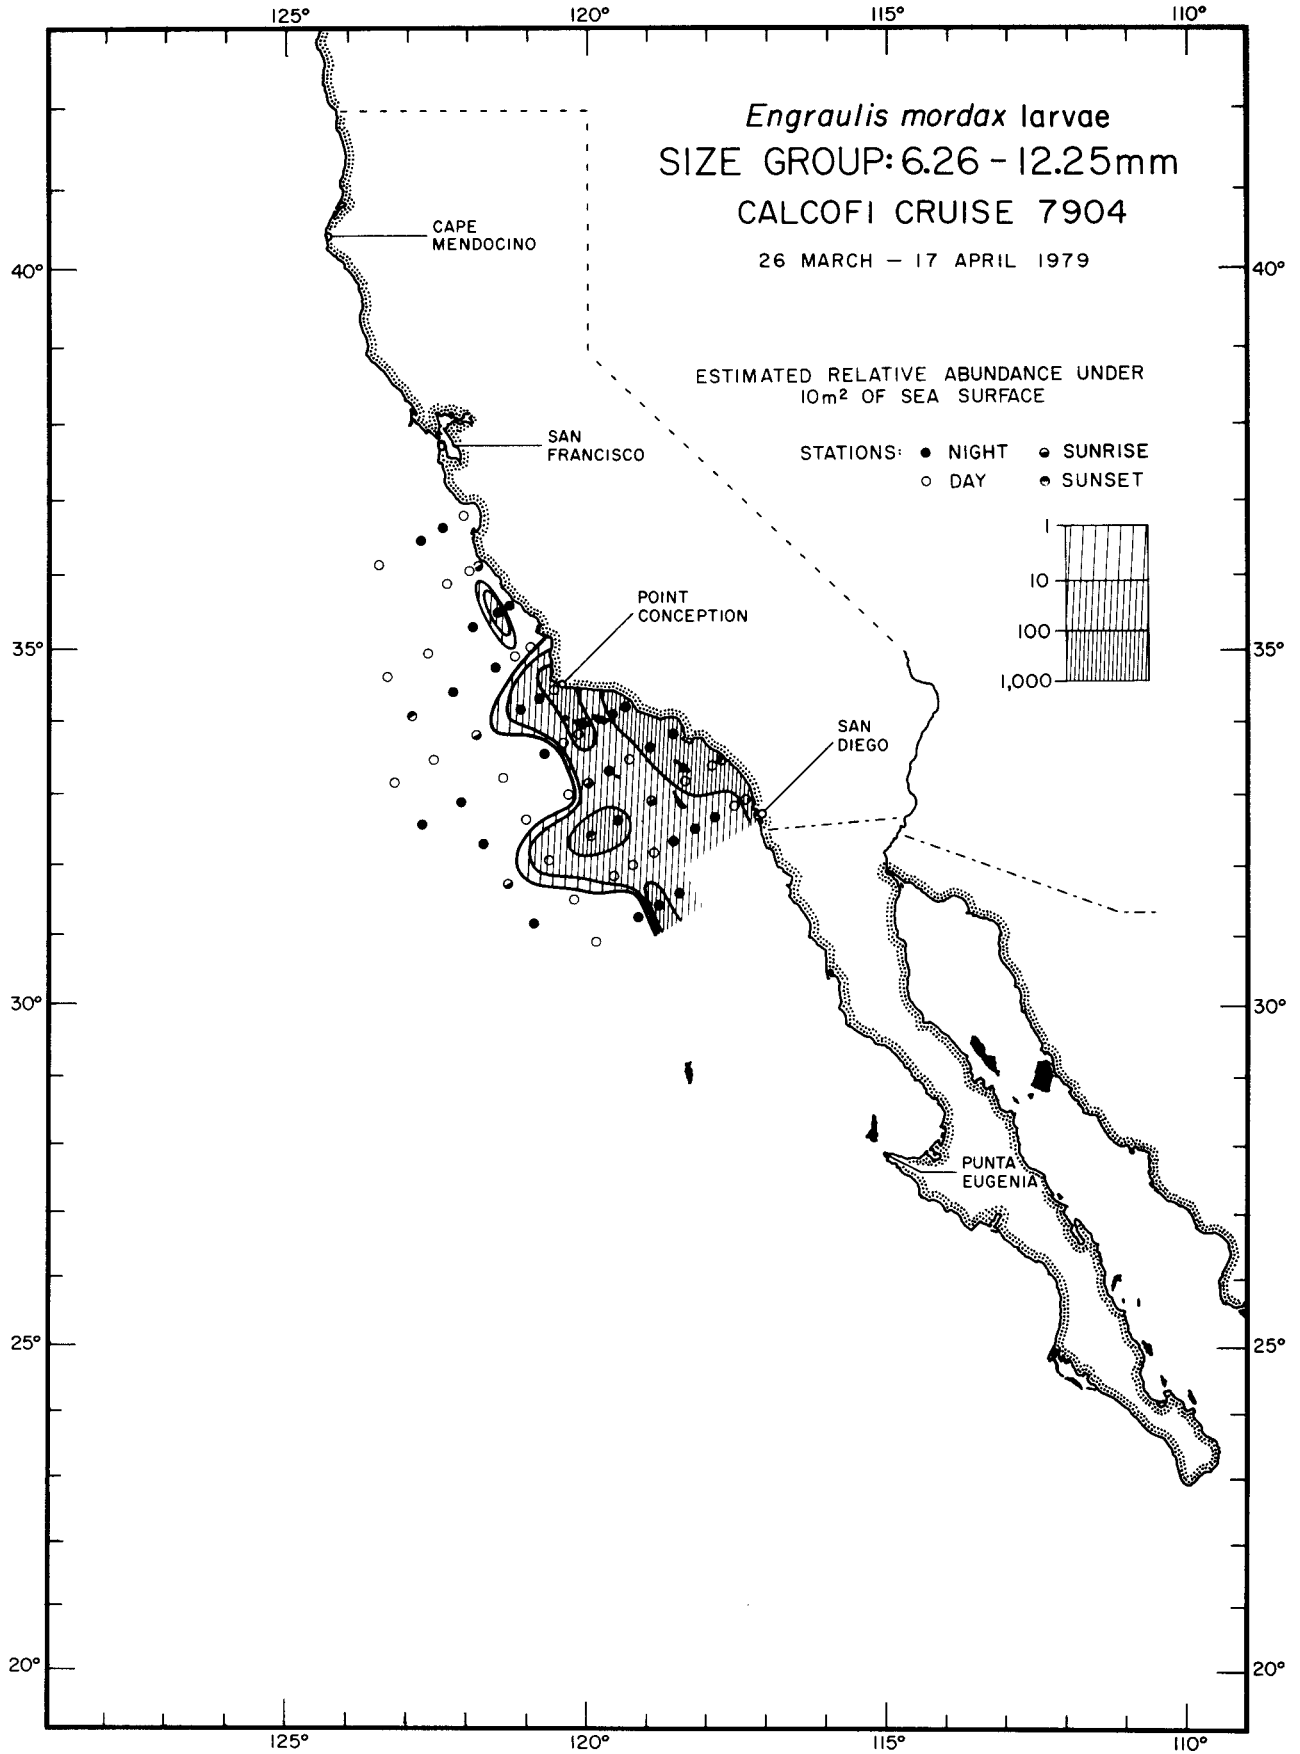 125° 120° 115° 110°
Engraulis mordax larvae
SIZE GROUP: 6.26 – 12.25mm
CALCOFI CRUISE 7904
26 MARCH – 17 APRIL 1979
CAPE
MENDOCINO
40° 40°
ESTIMATED RELATIVE ABUNDANCE UNDER
10m² OF SEA SURFACE
SAN
FRANCISCO
STATIONS: NIGHT SUNRISE
DAY SUNSET
1
10
100
1,000
POINT
CONCEPTION
35° 35°
SAN
DIEGO
30° 30°
PUNTA
EUGENIA
25° 25°
20° 20°
125° 120° 115° 110°